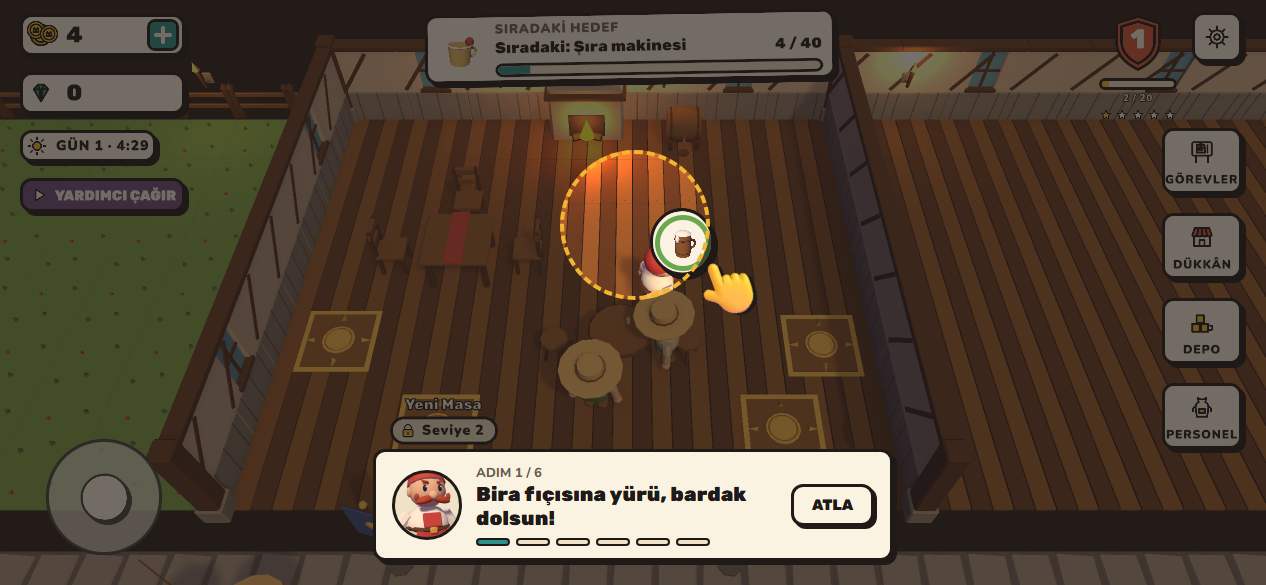 4
SIRADAKİ HEDEF
Sıradaki: Şıra makinesi
4 / 40
1
0
2 / 20
GÜN 1 · 4:29
YARDIMCI ÇAĞIR
GÖREVLER
DÜKKÂN
DEPO
PERSONEL
Yeni Masa
Seviye 2
ADIM 1 / 6
Bira fıçısına yürü, bardak
dolsun!
ATLA